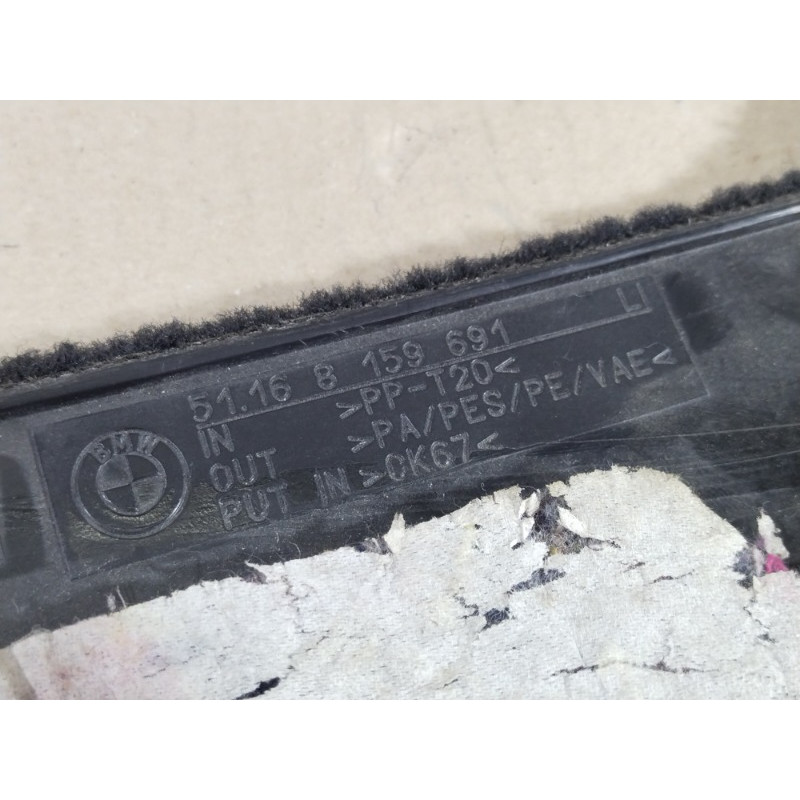 51.16 8 159 691 LI
IN >PP-T20<
OUT >PA/PES/PE/VAE<
PUT IN >CK67<
BMW